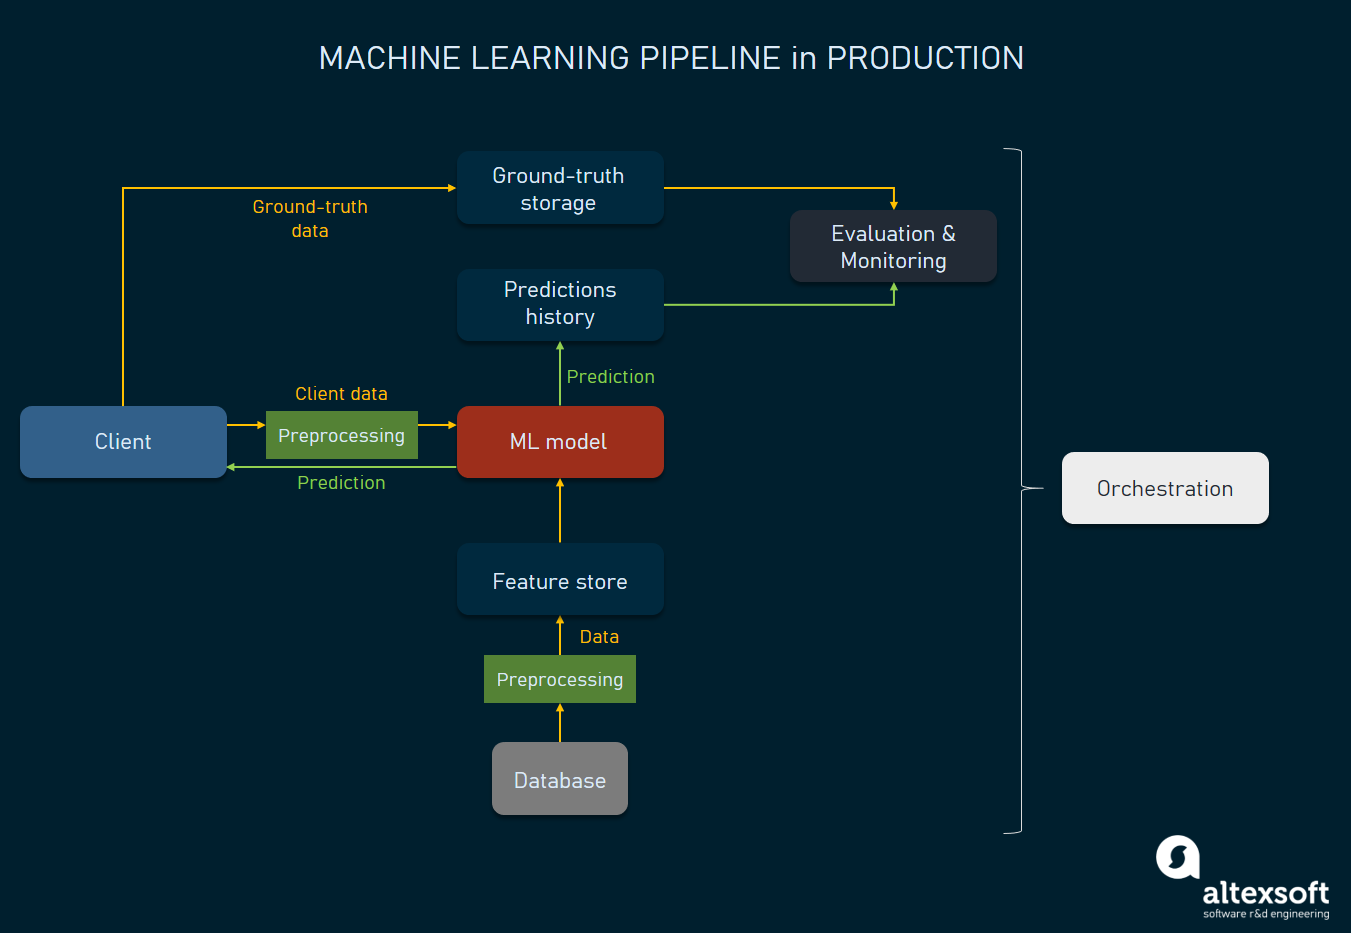 MACHINE LEARNING PIPELINE in PRODUCTION
Ground-truth
storage
Ground-truth
data
Evaluation &
Monitoring
Predictions
history
Prediction
Client data
Client
Preprocessing
ML model
Prediction
Orchestration
Feature store
Data
Preprocessing
Database
altexsoft
software r&d engineering